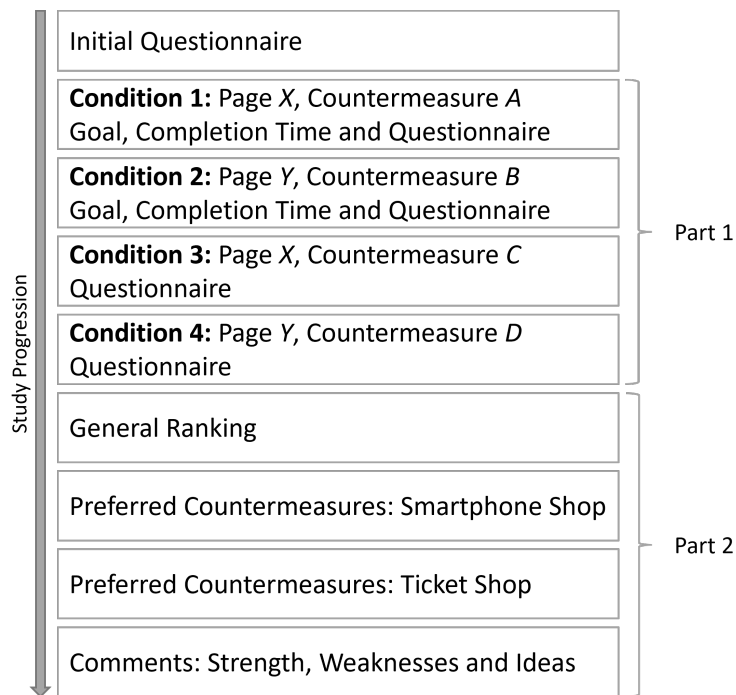 Initial Questionnaire
Condition 1: Page X, Countermeasure A
Goal, Completion Time and Questionnaire
Condition 2: Page Y, Countermeasure B
Goal, Completion Time and Questionnaire
Condition 3: Page X, Countermeasure C
Questionnaire
Condition 4: Page Y, Countermeasure D
Questionnaire
Part 1
General Ranking
Preferred Countermeasures: Smartphone Shop
Preferred Countermeasures: Ticket Shop
Comments: Strength, Weaknesses and Ideas
Part 2
Study Progression